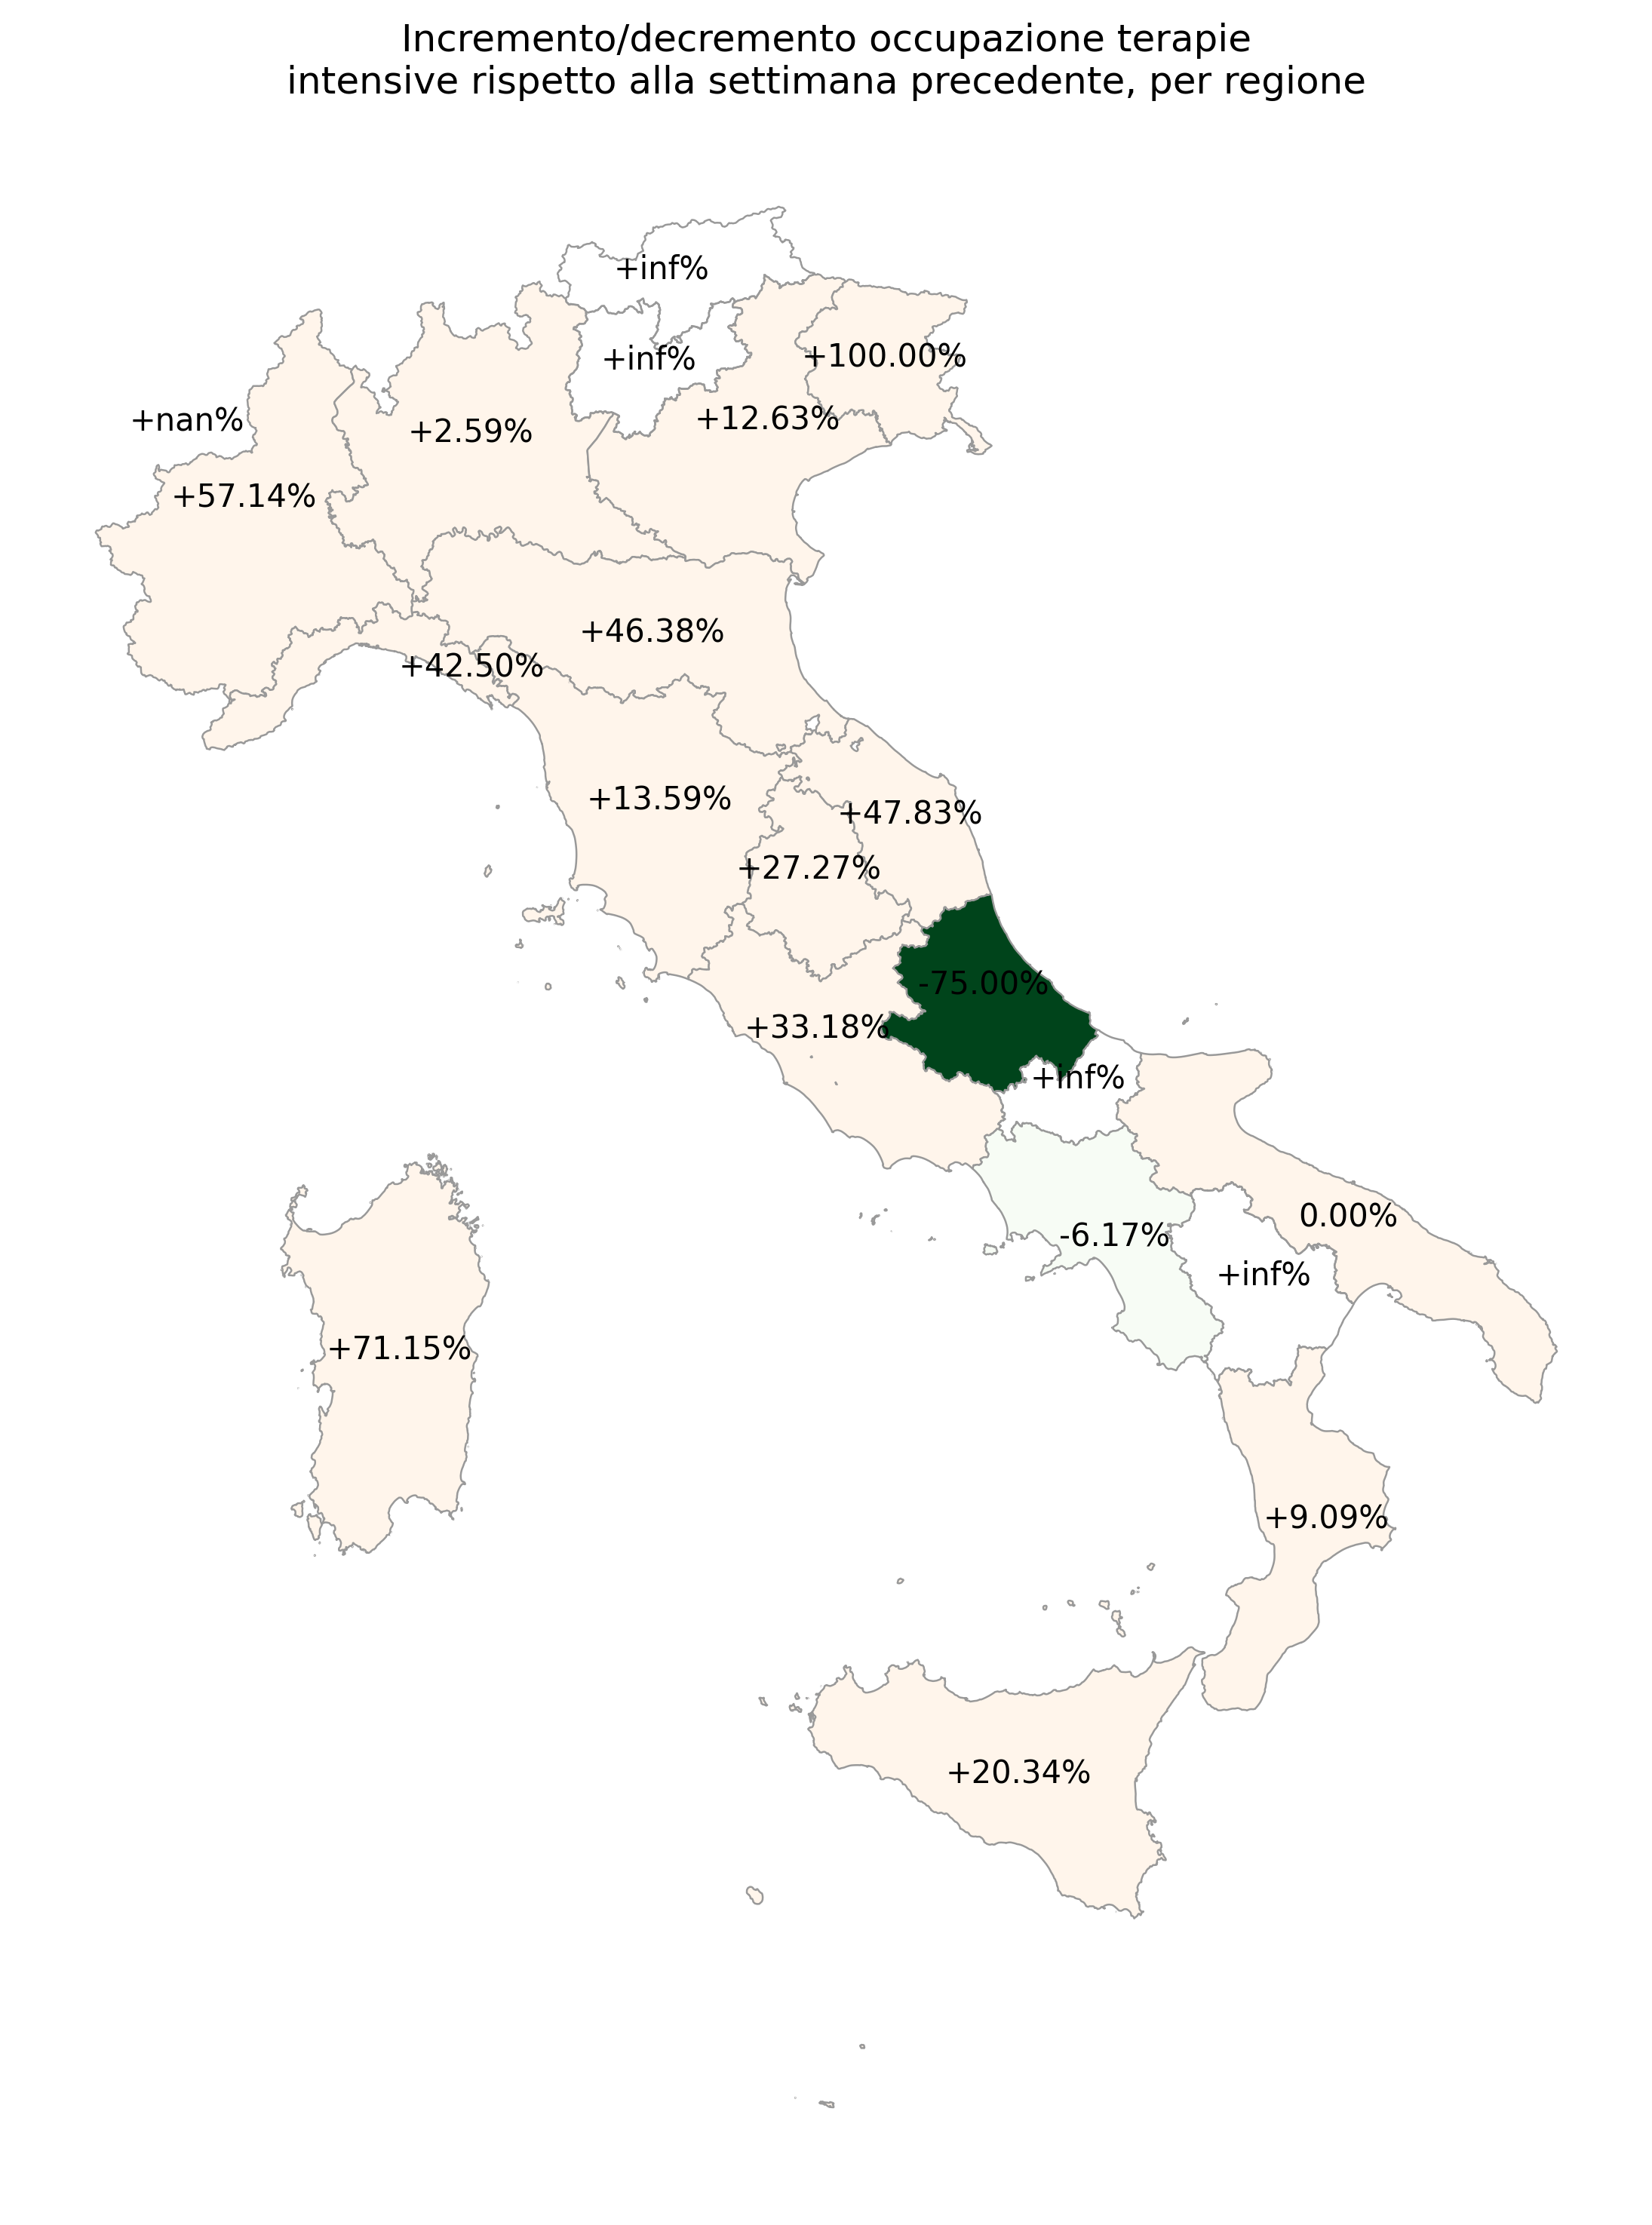 Incremento/decremento occupazione terapie
intensive rispetto alla settimana precedente, per regione
+inf%
+inf%
+100.00%
+nan%
+2.59%
+12.63%
+57.14%
+46.38%
+42.50%
+13.59%
+47.83%
+27.27%
-75.00%
+33.18%
+inf%
0.00%
-6.17%
+inf%
+71.15%
+9.09%
+20.34%